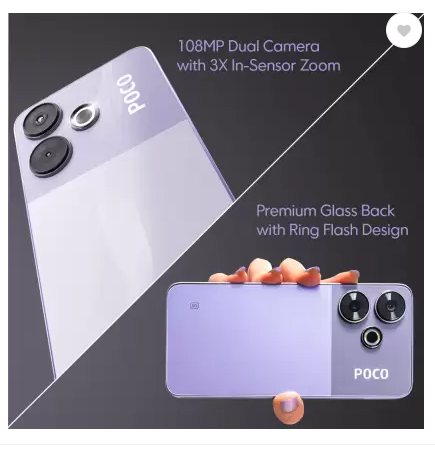 108MP Dual Camera
with 3X In-Sensor Zoom
POCO
Premium Glass Back
with Ring Flash Design
POCO